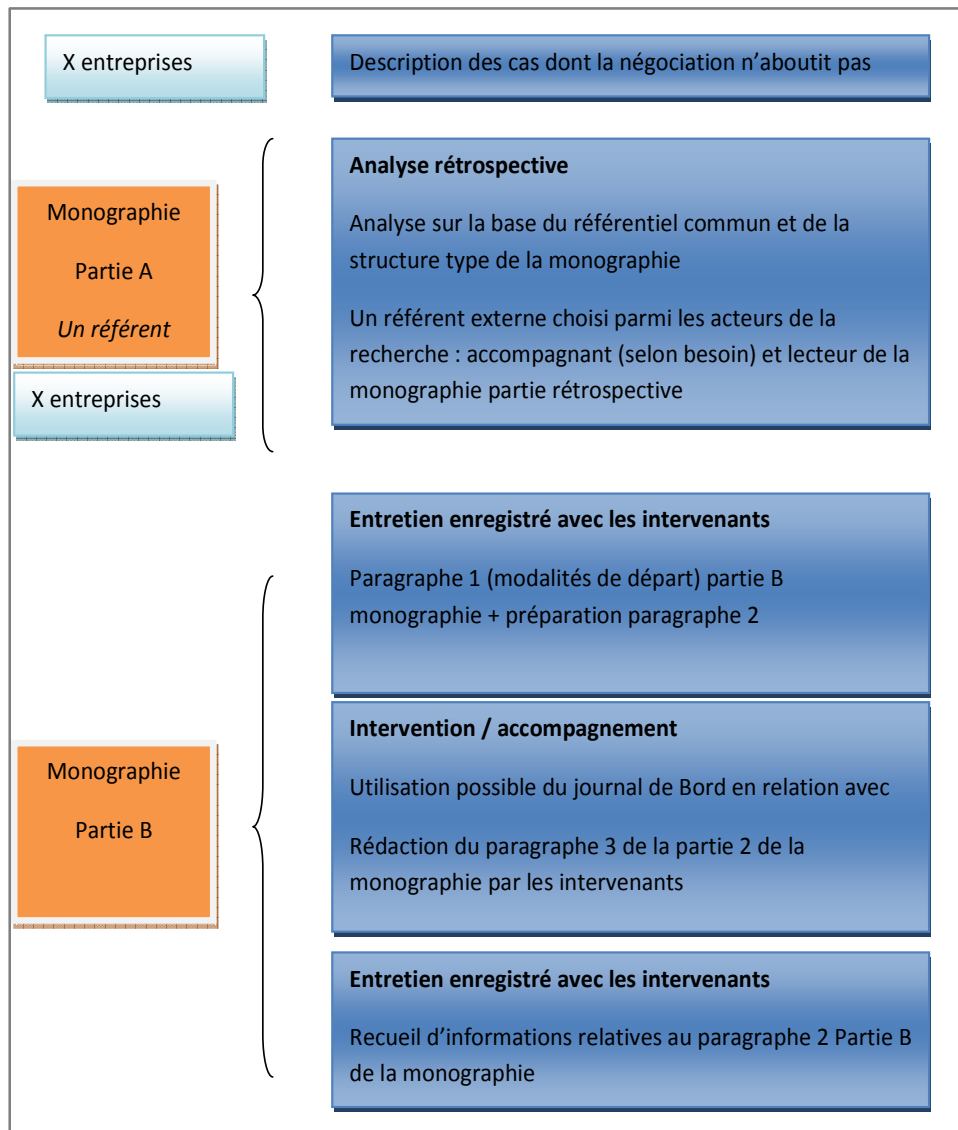 X entreprises
Description des cas dont la négociation n’aboutit pas
Monographie
Partie A
Un référent
X entreprises
Analyse rétrospective
Analyse sur la base du référentiel commun et de la
structure type de la monographie
Un référent externe choisi parmi les acteurs de la
recherche : accompagnant (selon besoin) et lecteur de la
monographie partie rétrospective
Monographie
Partie B
Entretien enregistré avec les intervenants
Paragraphe 1 (modalités de départ) partie B
monographie + préparation paragraphe 2
Intervention / accompagnement
Utilisation possible du journal de Bord en relation avec
Rédaction du paragraphe 3 de la partie 2 de la
monographie par les intervenants
Entretien enregistré avec les intervenants
Recueil d’informations relatives au paragraphe 2 Partie B
de la monographie